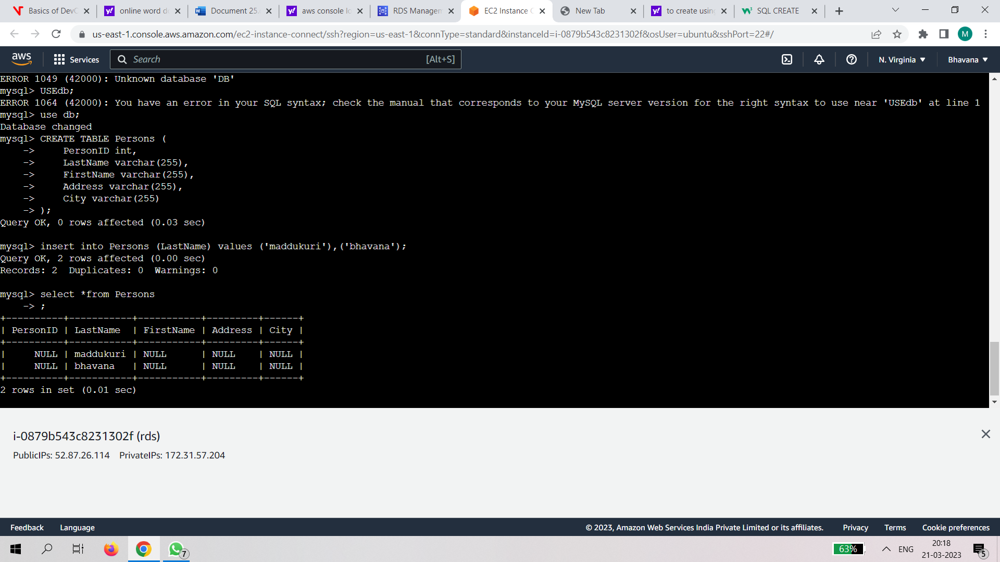 Basics of DevO
online word d
Document 25.
aws console lo
RDS Managem
EC2 Instance C
New Tab
to create using
SQL CREATE
us-east-1.console.aws.amazon.com/ec2-instance-connect/ssh?region=us-east-1&connType=standard&instanceId=i-0879b543c8231302f&osUser=ubuntu&sshPort=22#/
M
aws
Services
Search
[Alt+S]
N. Virginia
Bhavana
ERROR 1049 (42000): Unknown database 'DB'
mysql> USEdb;
ERROR 1064 (42000): You have an error in your SQL syntax; check the manual that corresponds to your MySQL server version for the right syntax to use near 'USEdb' at line 1
mysql> use db;
Database changed
mysql> CREATE TABLE Persons (
    ->     PersonID int,
    ->     LastName varchar(255),
    ->     FirstName varchar(255),
    ->     Address varchar(255),
    ->     City varchar(255)
    -> );
Query OK, 0 rows affected (0.03 sec)
mysql> insert into Persons (LastName) values ('maddukuri'),('bhavana');
Query OK, 2 rows affected (0.00 sec)
Records: 2  Duplicates: 0  Warnings: 0
mysql> select *from Persons
    -> ;
+----------+-----------+-----------+---------+------+
| PersonID | LastName  | FirstName | Address | City |
+----------+-----------+-----------+---------+------+
|     NULL | maddukuri | NULL      | NULL    | NULL |
|     NULL | bhavana   | NULL      | NULL    | NULL |
+----------+-----------+-----------+---------+------+
2 rows in set (0.01 sec)
i-0879b543c8231302f (rds)
PublicIPs: 52.87.26.114    PrivateIPs: 172.31.57.204
Feedback
Language
© 2023, Amazon Web Services India Private Limited or its affiliates.
Privacy
Terms
Cookie preferences
7
63%
ENG
20:18
21-03-2023
5